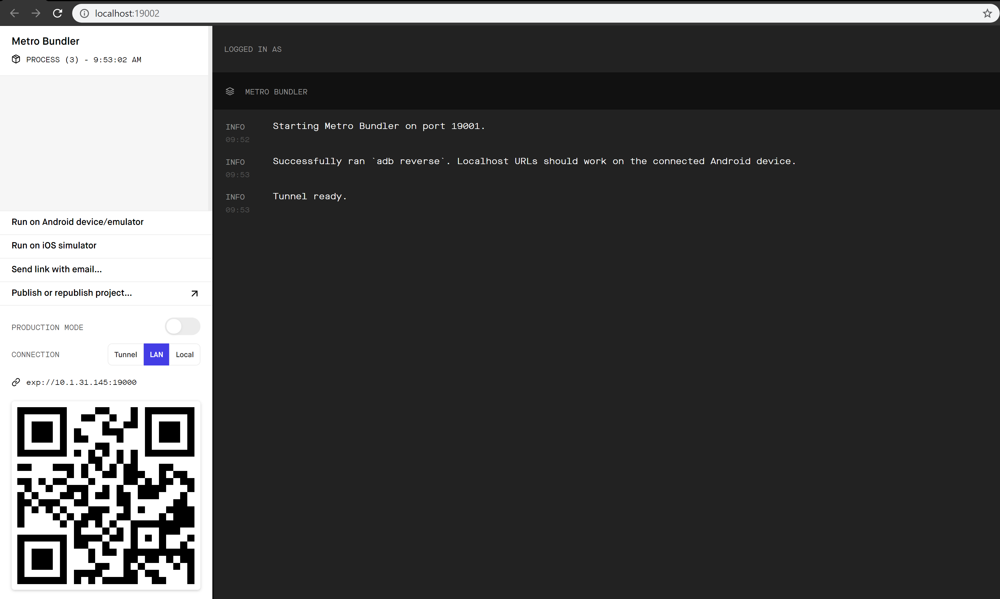 localhost:19002
Metro Bundler
PROCESS (3) - 9:53:02 AM
Run on Android device/emulator
Run on iOS simulator
Send link with email...
Publish or republish project...
PRODUCTION MODE
CONNECTION Tunnel LAN Local
exp://10.1.31.145:19000
LOGGED IN AS
METRO BUNDLER
INFO Starting Metro Bundler on port 19001.
09:52
INFO Successfully ran `adb reverse`. Localhost URLs should work on the connected Android device.
09:53
INFO Tunnel ready.
09:53